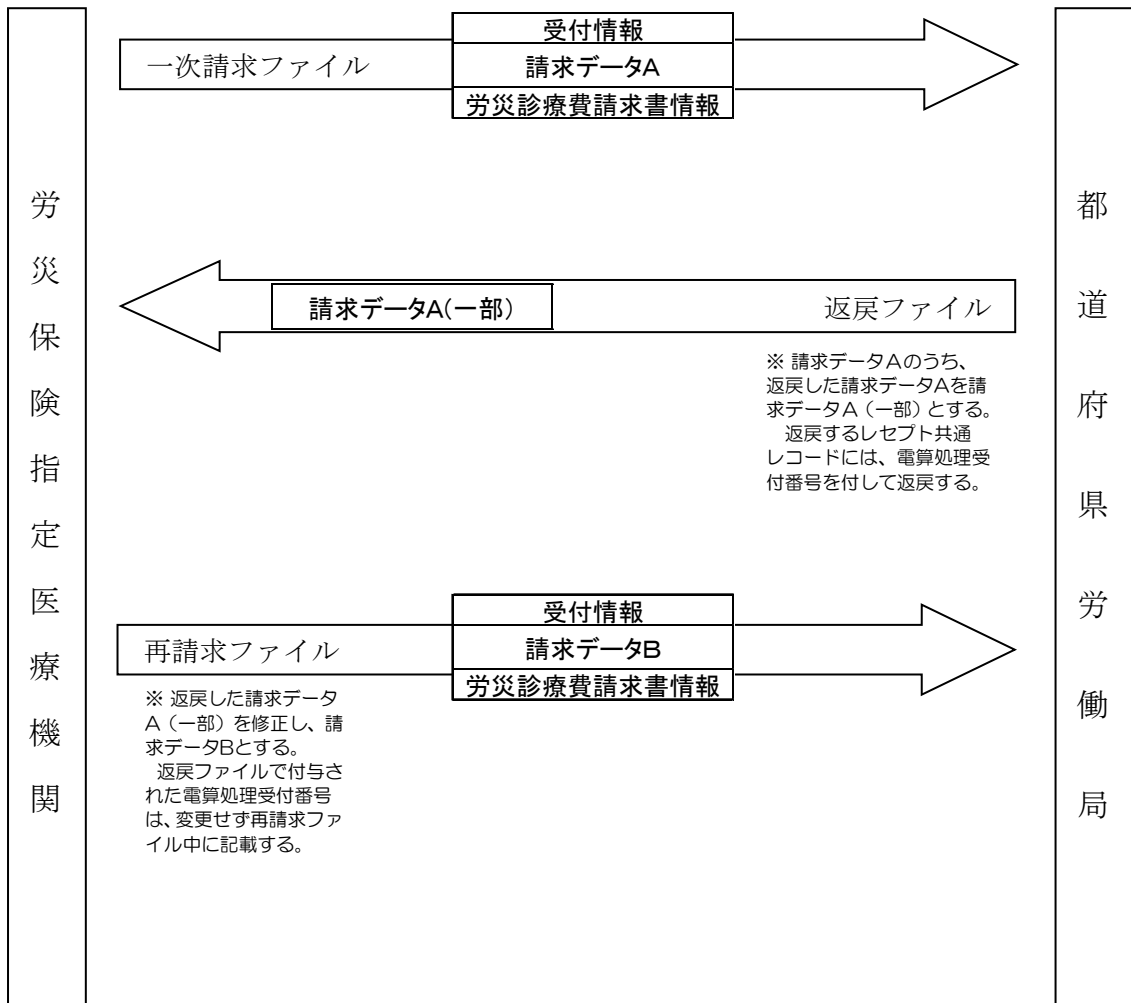 労災保険指定医療機関
受付情報
一次請求ファイル
請求データA
労災診療費請求書情報
請求データA(一部)
返戻ファイル
※ 請求データAのうち、
返戻した請求データAを請
求データA（一部）とする。
返戻するレセプト共通
レコードには、電算処理受
付番号を付して返戻する。
受付情報
再請求ファイル
請求データB
労災診療費請求書情報
※ 返戻した請求データ
A（一部）を修正し、請
求データBとする。
返戻ファイルで付与さ
れた電算処理受付番号
は、変更せず再請求ファ
イル中に記載する。
都道府県労働局